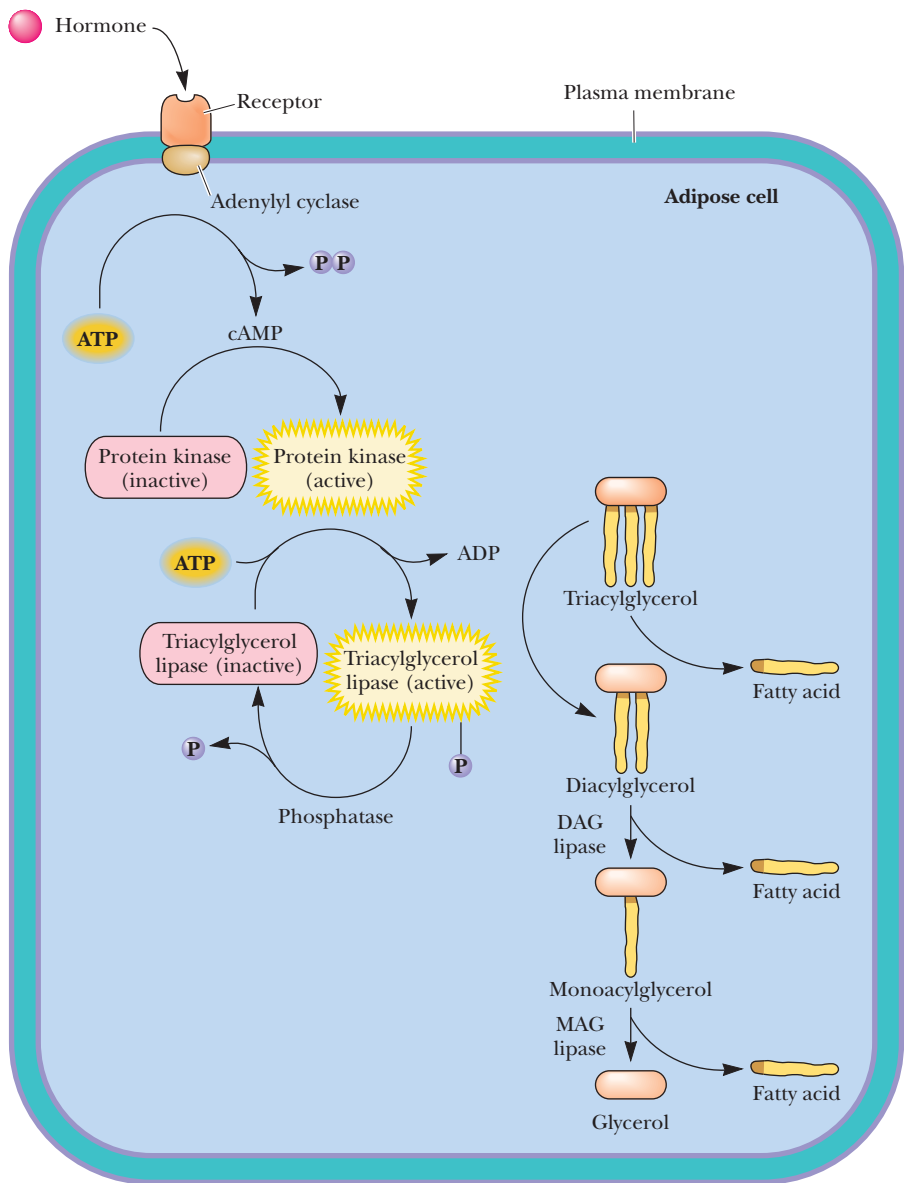 Hormone
Receptor
Plasma membrane
Adenylyl cyclase
Adipose cell
P P
ATP
cAMP
Protein kinase
(inactive)
Protein kinase
(active)
ATP
ADP
Triacylglycerol
Triacylglycerol
lipase (inactive)
Triacylglycerol
lipase (active)
Fatty acid
P
P
Diacylglycerol
Phosphatase
DAG
lipase
Fatty acid
Monoacylglycerol
MAG
lipase
Fatty acid
Glycerol